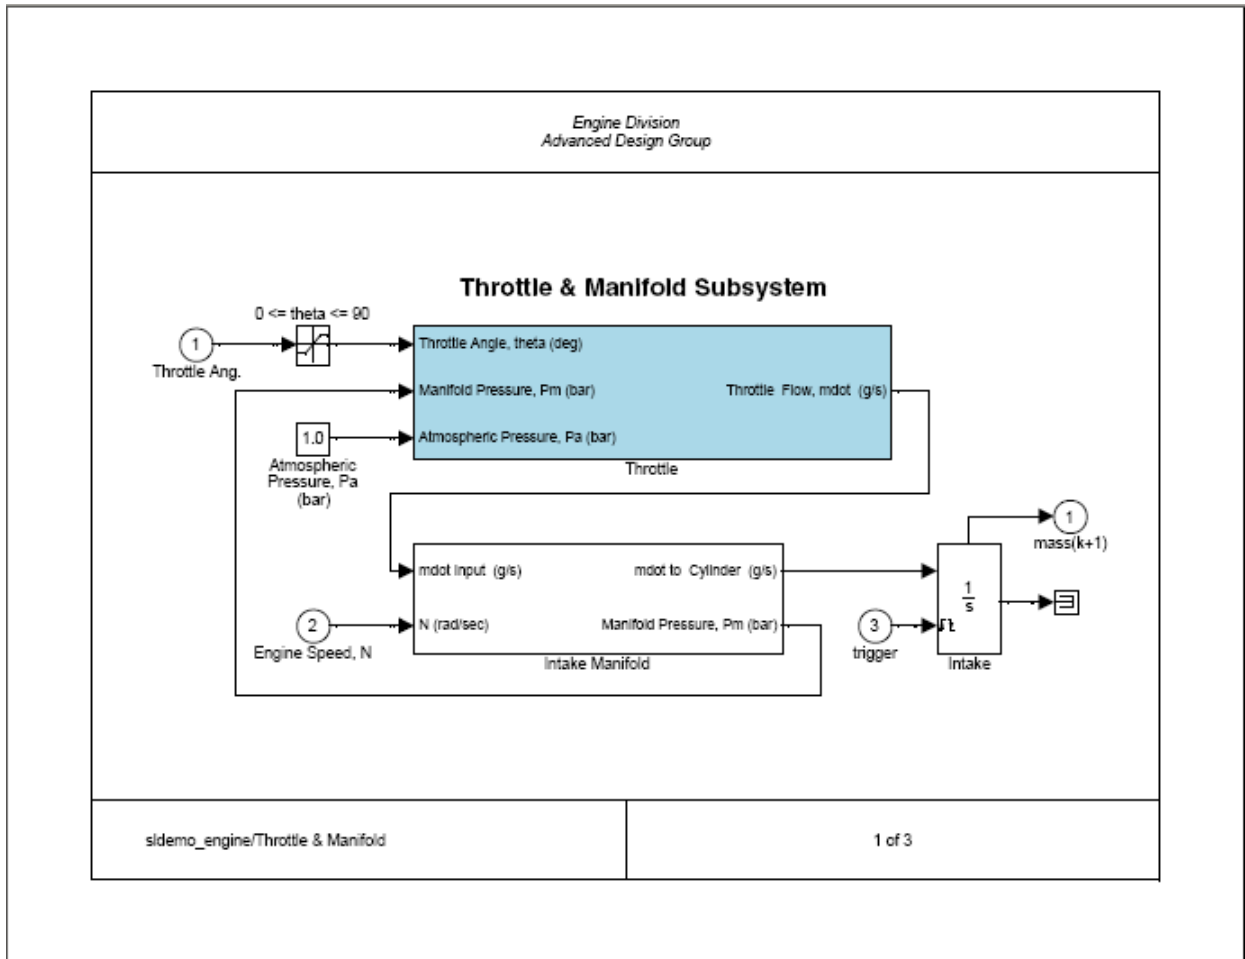 Engine Division
Advanced Design Group
Throttle & Manifold Subsystem
0 <= theta <= 90
1
Throttle Ang.
Throttle Angle, theta (deg)
Manifold Pressure, Pm (bar)
Throttle Flow, mdot (g/s)
1.0
Atmospheric Pressure, Pa (bar)
Atmospheric
Pressure, Pa
(bar)
Throttle
1
mass(k+1)
mdot Input (g/s)
mdot to Cylinder (g/s)
1
s
2
Engine Speed, N
N (rad/sec)
Manifold Pressure, Pm (bar)
3
trigger
Intake Manifold
Intake
sldemo_engine/Throttle & Manifold
1 of 3